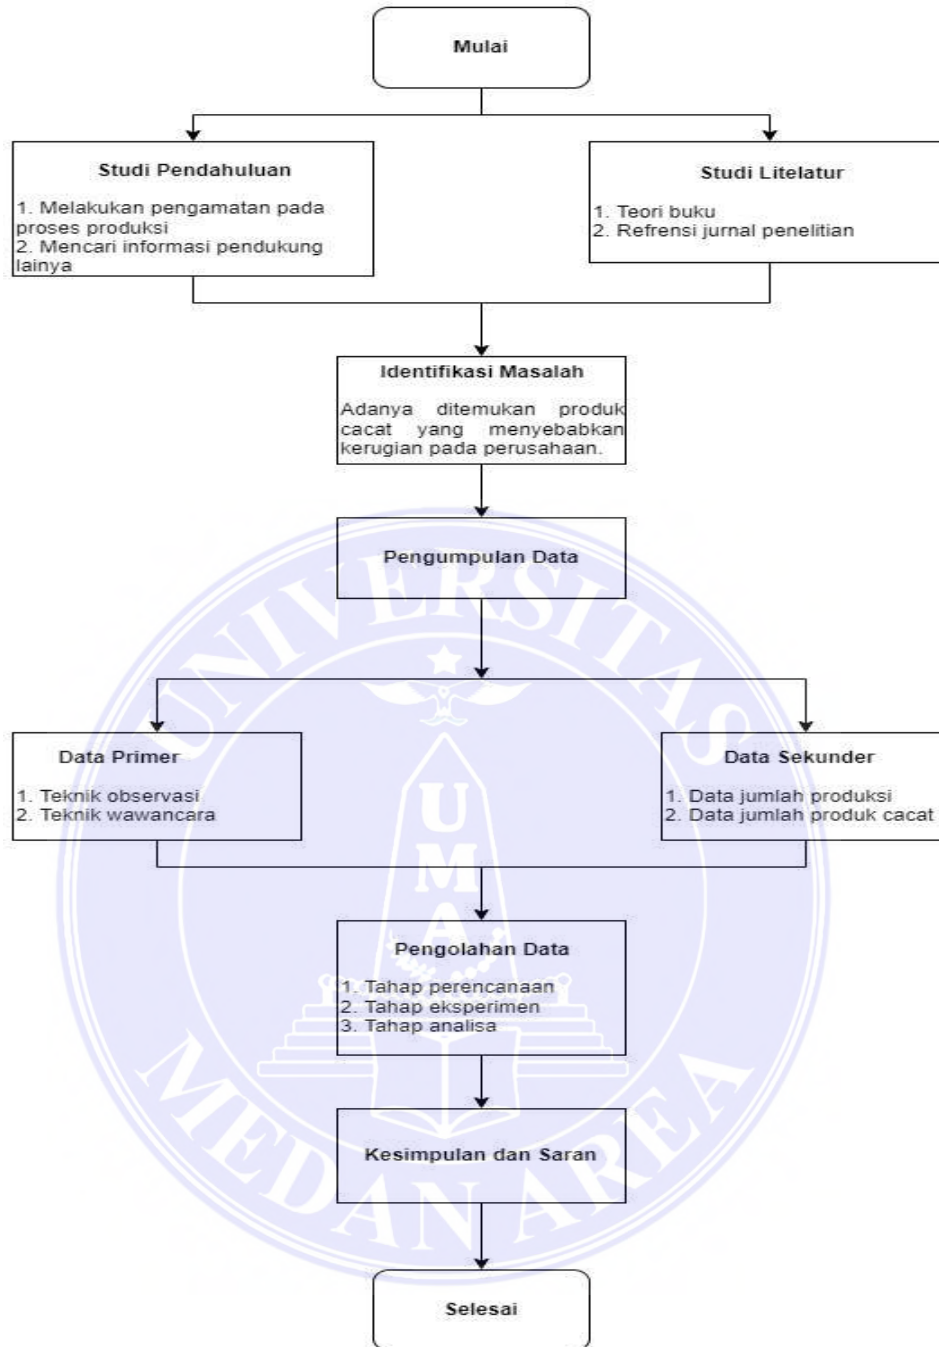 Mulai
Studi Pendahuluan
1. Melakukan pengamatan pada
proses produksi
2. Mencari informasi pendukung
lainya
Studi Litelatur
1. Teori buku
2. Refrensi jurnal penelitian
Identifikasi Masalah
Adanya ditemukan produk
cacat yang menyebabkan
kerugian pada perusahaan.
Pengumpulan Data
Data Primer
1. Teknik observasi
2. Teknik wawancara
Data Sekunder
1. Data jumlah produksi
2. Data jumlah produk cacat
Pengolahan Data
1. Tahap perencanaan
2. Tahap eksperimen
3. Tahap analisa
Kesimpulan dan Saran
Selesai
UNIVERSITAS
UMA
MEDAN AREA